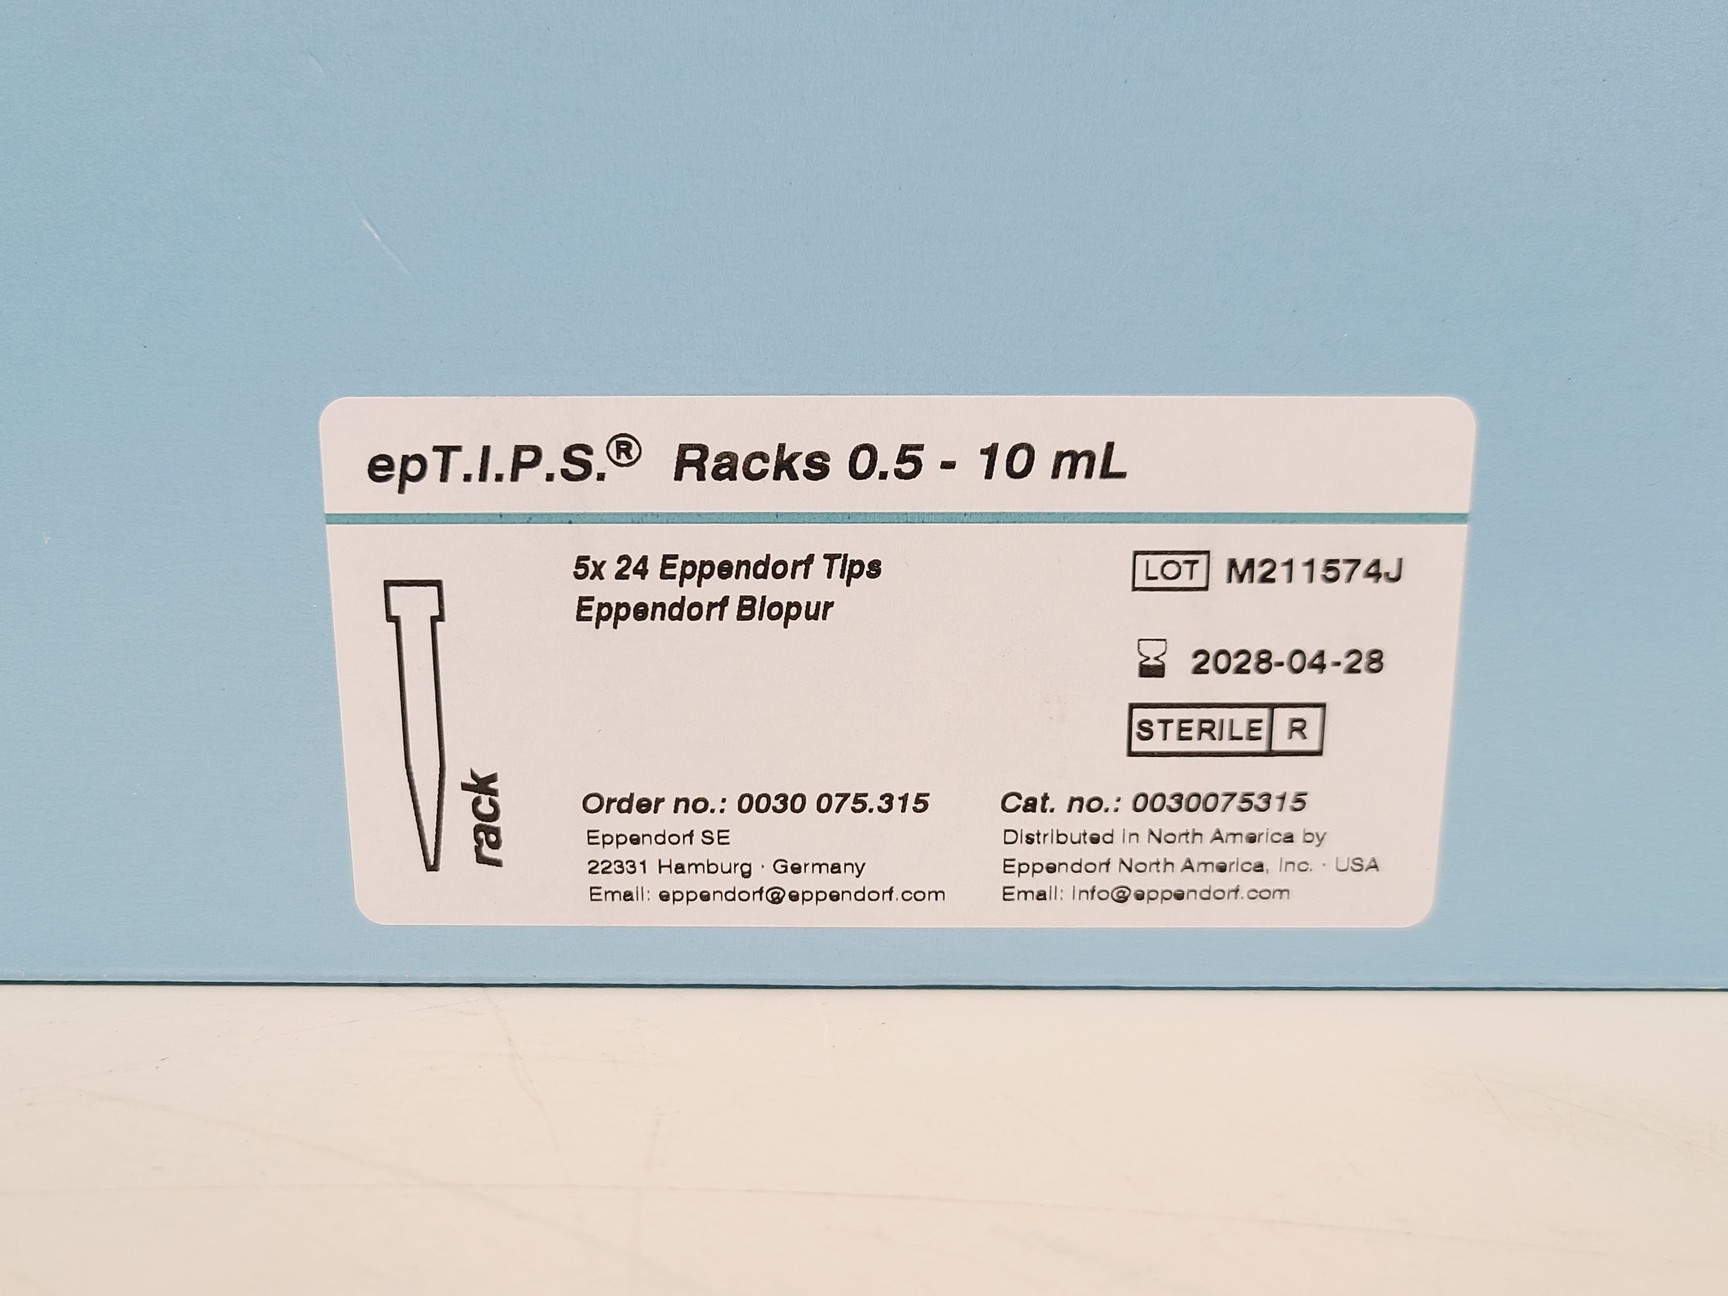 epT.I.P.S.® Racks 0.5 - 10 mL
5x 24 Eppendorf Tips
Eppendorf Biopur
LOT M211574J
2028-04-28
STERILE R
rack
Order no.: 0030 075.315
Eppendorf SE
22331 Hamburg · Germany
Email: eppendorf@eppendorf.com
Cat. no.: 0030075315
Distributed in North America by
Eppendorf North America, Inc. · USA
Email: info@eppendorf.com